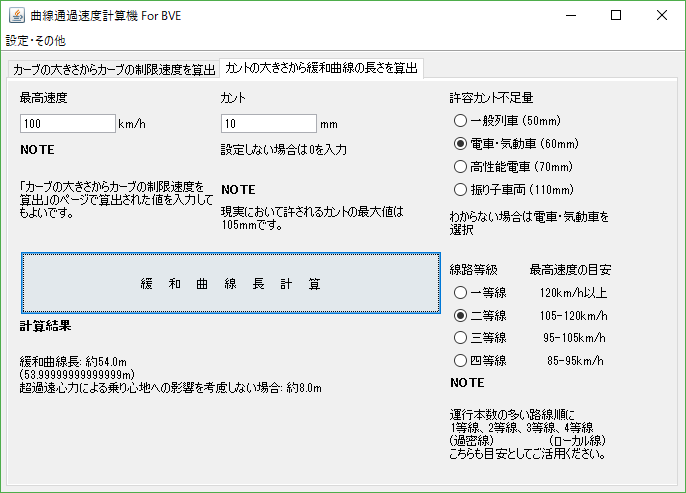 曲線通過速度計算機 For BVE
設定・その他
カーブの大きさからカーブの制限速度を算出
カントの大きさから緩和曲線の長さを算出
最高速度
100 km/h
NOTE
「カーブの大きさからカーブの制限速度を
算出」のページで算出された値を入力して
もよいです。
カント
10 mm
設定しない場合は0を入力
NOTE
現実において許されるカントの最大値は
105mmです。
緩和曲線長計算
計算結果
緩和曲線長: 約54.0m
(53.99999999999999m)
超過遠心力による乗り心地への影響を考慮しない場合: 約8.0m
許容カント不足量
一般列車 (50mm)
電車・気動車 (60mm)
高性能電車 (70mm)
振り子車両 (110mm)
わからない場合は電車・気動車を
選択
線路等級 最高速度の目安
一等線 120km/h以上
二等線 105-120km/h
三等線 95-105km/h
四等線 85-95km/h
NOTE
運行本数の多い路線順に
1等線、2等線、3等線、4等線
(過密線) (ローカル線)
こちらも目安としてご活用ください。